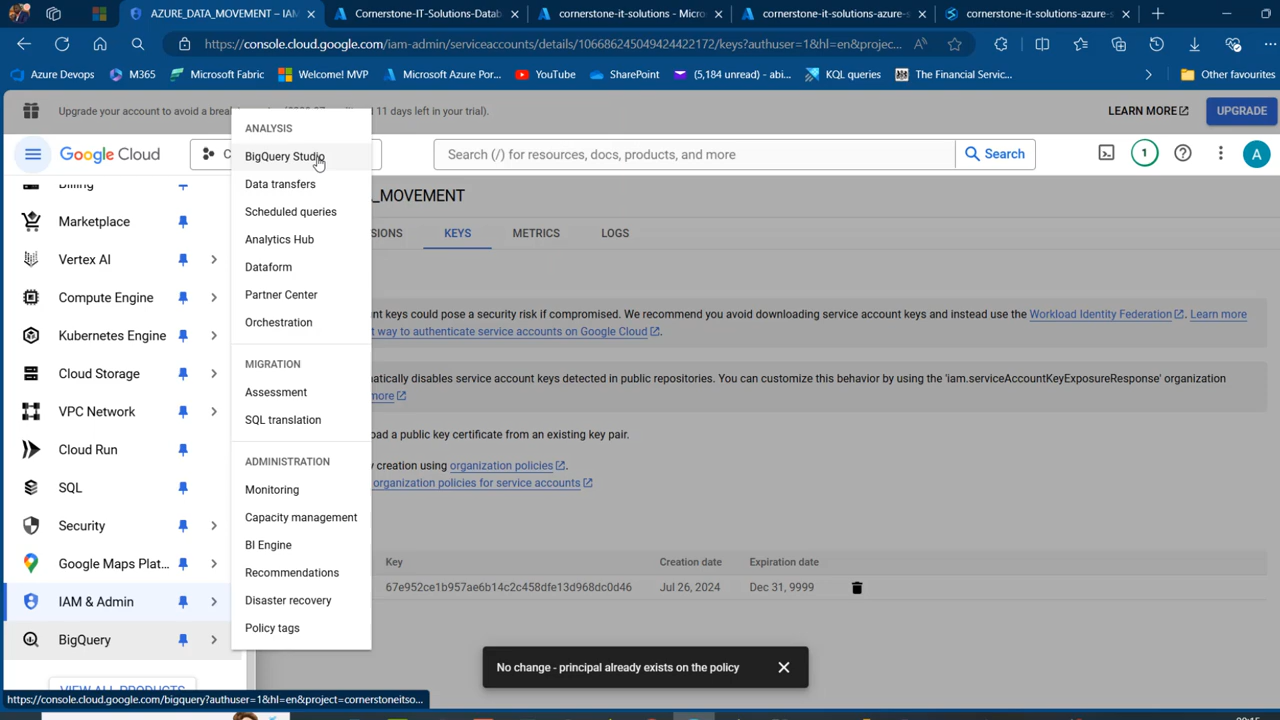 AZURE_DATA_MOVEMENT – IAM
Cornerstone-IT-Solutions-Datab
cornerstone-it-solutions - Micros
cornerstone-it-solutions-azure-s
cornerstone-it-solutions-azure-s
https://console.cloud.google.com/iam-admin/serviceaccounts/details/106686245049424422172/keys?authuser=1&hl=en&projec...
Azure Devops
M365
Microsoft Fabric
Welcome! MVP
Microsoft Azure Por...
YouTube
SharePoint
(5,184 unread) - abi...
KQL queries
The Financial Servic...
Other favourites
Upgrade your account to avoid a brea
11 days left in your trial).
LEARN MORE
UPGRADE
Google Cloud
C
Search (/) for resources, docs, products, and more
Search
1
A
Billing
Marketplace
Vertex AI
Compute Engine
Kubernetes Engine
Cloud Storage
VPC Network
Cloud Run
SQL
Security
Google Maps Plat...
IAM & Admin
BigQuery
VIEW ALL PRODUCTS
ANALYSIS
BigQuery Studio
Data transfers
Scheduled queries
Analytics Hub
Dataform
Partner Center
Orchestration
MIGRATION
Assessment
SQL translation
ADMINISTRATION
Monitoring
Capacity management
BI Engine
Recommendations
Disaster recovery
Policy tags
_MOVEMENT
SIONS
KEYS
METRICS
LOGS
nt keys could pose a security risk if compromised. We recommend you avoid downloading service account keys and instead use the Workload Identity Federation. Learn more
t way to authenticate service accounts on Google Cloud.
matically disables service account keys detected in public repositories. You can customize this behavior by using the 'iam.serviceAccountKeyExposureResponse' organization
more
oad a public key certificate from an existing key pair.
y creation using organization policies.
organization policies for service accounts
Key
Creation date
Expiration date
67e952ce1b957ae6b14c2c458dfe13d968dc0d46
Jul 26, 2024
Dec 31, 9999
No change - principal already exists on the policy
https://console.cloud.google.com/bigquery?authuser=1&hl=en&project=cornerstoneitso...